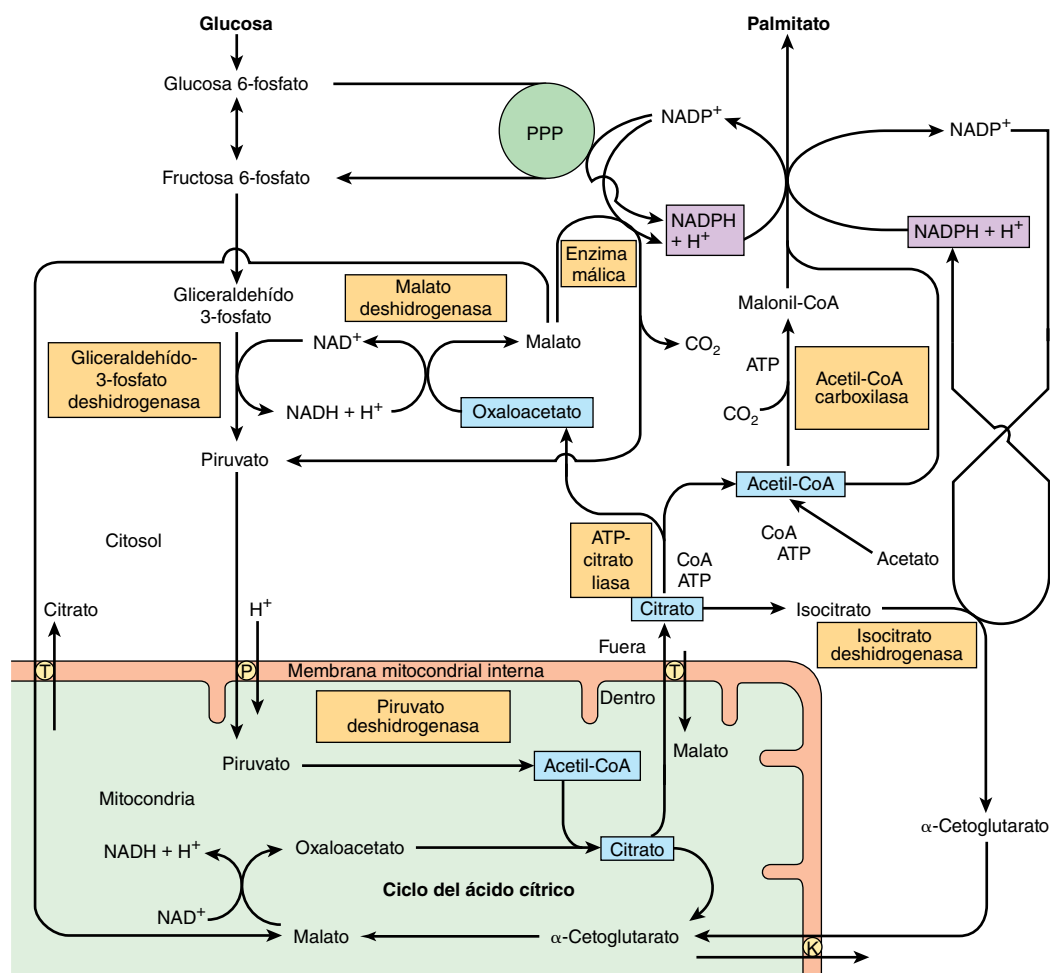 Glucosa
Palmitato
Glucosa 6-fosfato
PPP
NADP+
NADP+
Fructosa 6-fosfato
NADPH
+ H+
NADPH + H+
Enzima
málica
Gliceraldehído
3-fosfato
Malato
deshidrogenasa
Malonil-CoA
NAD+
Malato
CO2
Gliceraldehído-
3-fosfato
deshidrogenasa
ATP
Acetil-CoA
carboxilasa
NADH + H+
Oxaloacetato
CO2
Piruvato
Acetil-CoA
Citosol
ATP-
citrato
liasa
CoA
ATP
CoA
ATP
Acetato
Citrato
H+
Citrato
Isocitrato
Fuera
Isocitrato
deshidrogenasa
T
P
Membrana mitocondrial interna
T
Dentro
Piruvato
deshidrogenasa
Malato
Piruvato
Acetil-CoA
Mitocondria
α-Cetoglutarato
NADH + H+
Oxaloacetato
Citrato
Ciclo del ácido cítrico
NAD+
Malato
α-Cetoglutarato
K